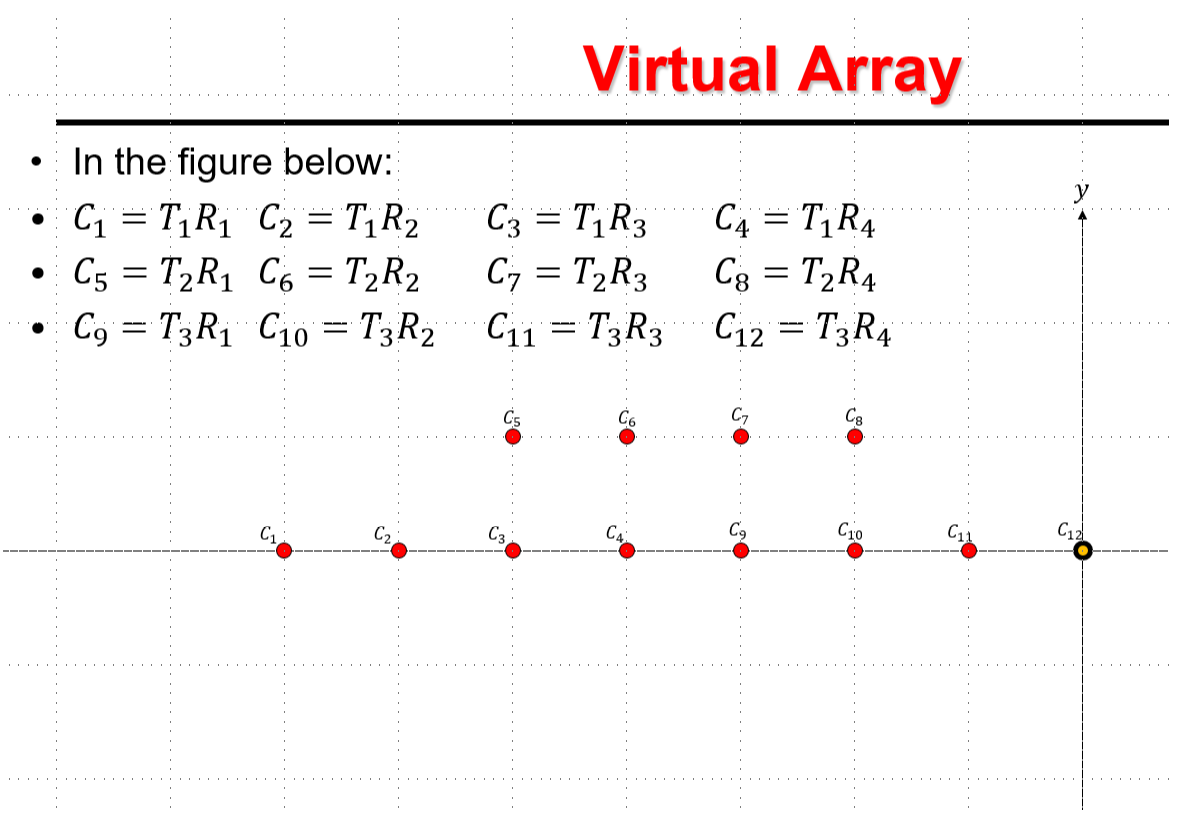 Virtual Array
• In the figure below:
y
• C₁ = T₁R₁ C₂ = T₁R₂ C₃ = T₁R₃ C₄ = T₁R₄
• C₅ = T₂R₁ C₆ = T₂R₂ C₇ = T₂R₃ C₈ = T₂R₄
• C₉ = T₃R₁ C₁₀ = T₃R₂ C₁₁ = T₃R₃ C₁₂ = T₃R₄
C₅ C₆ C₇ C₈
C₁ C₂ C₃ C₄ C₉ C₁₀ C₁₁ C₁₂